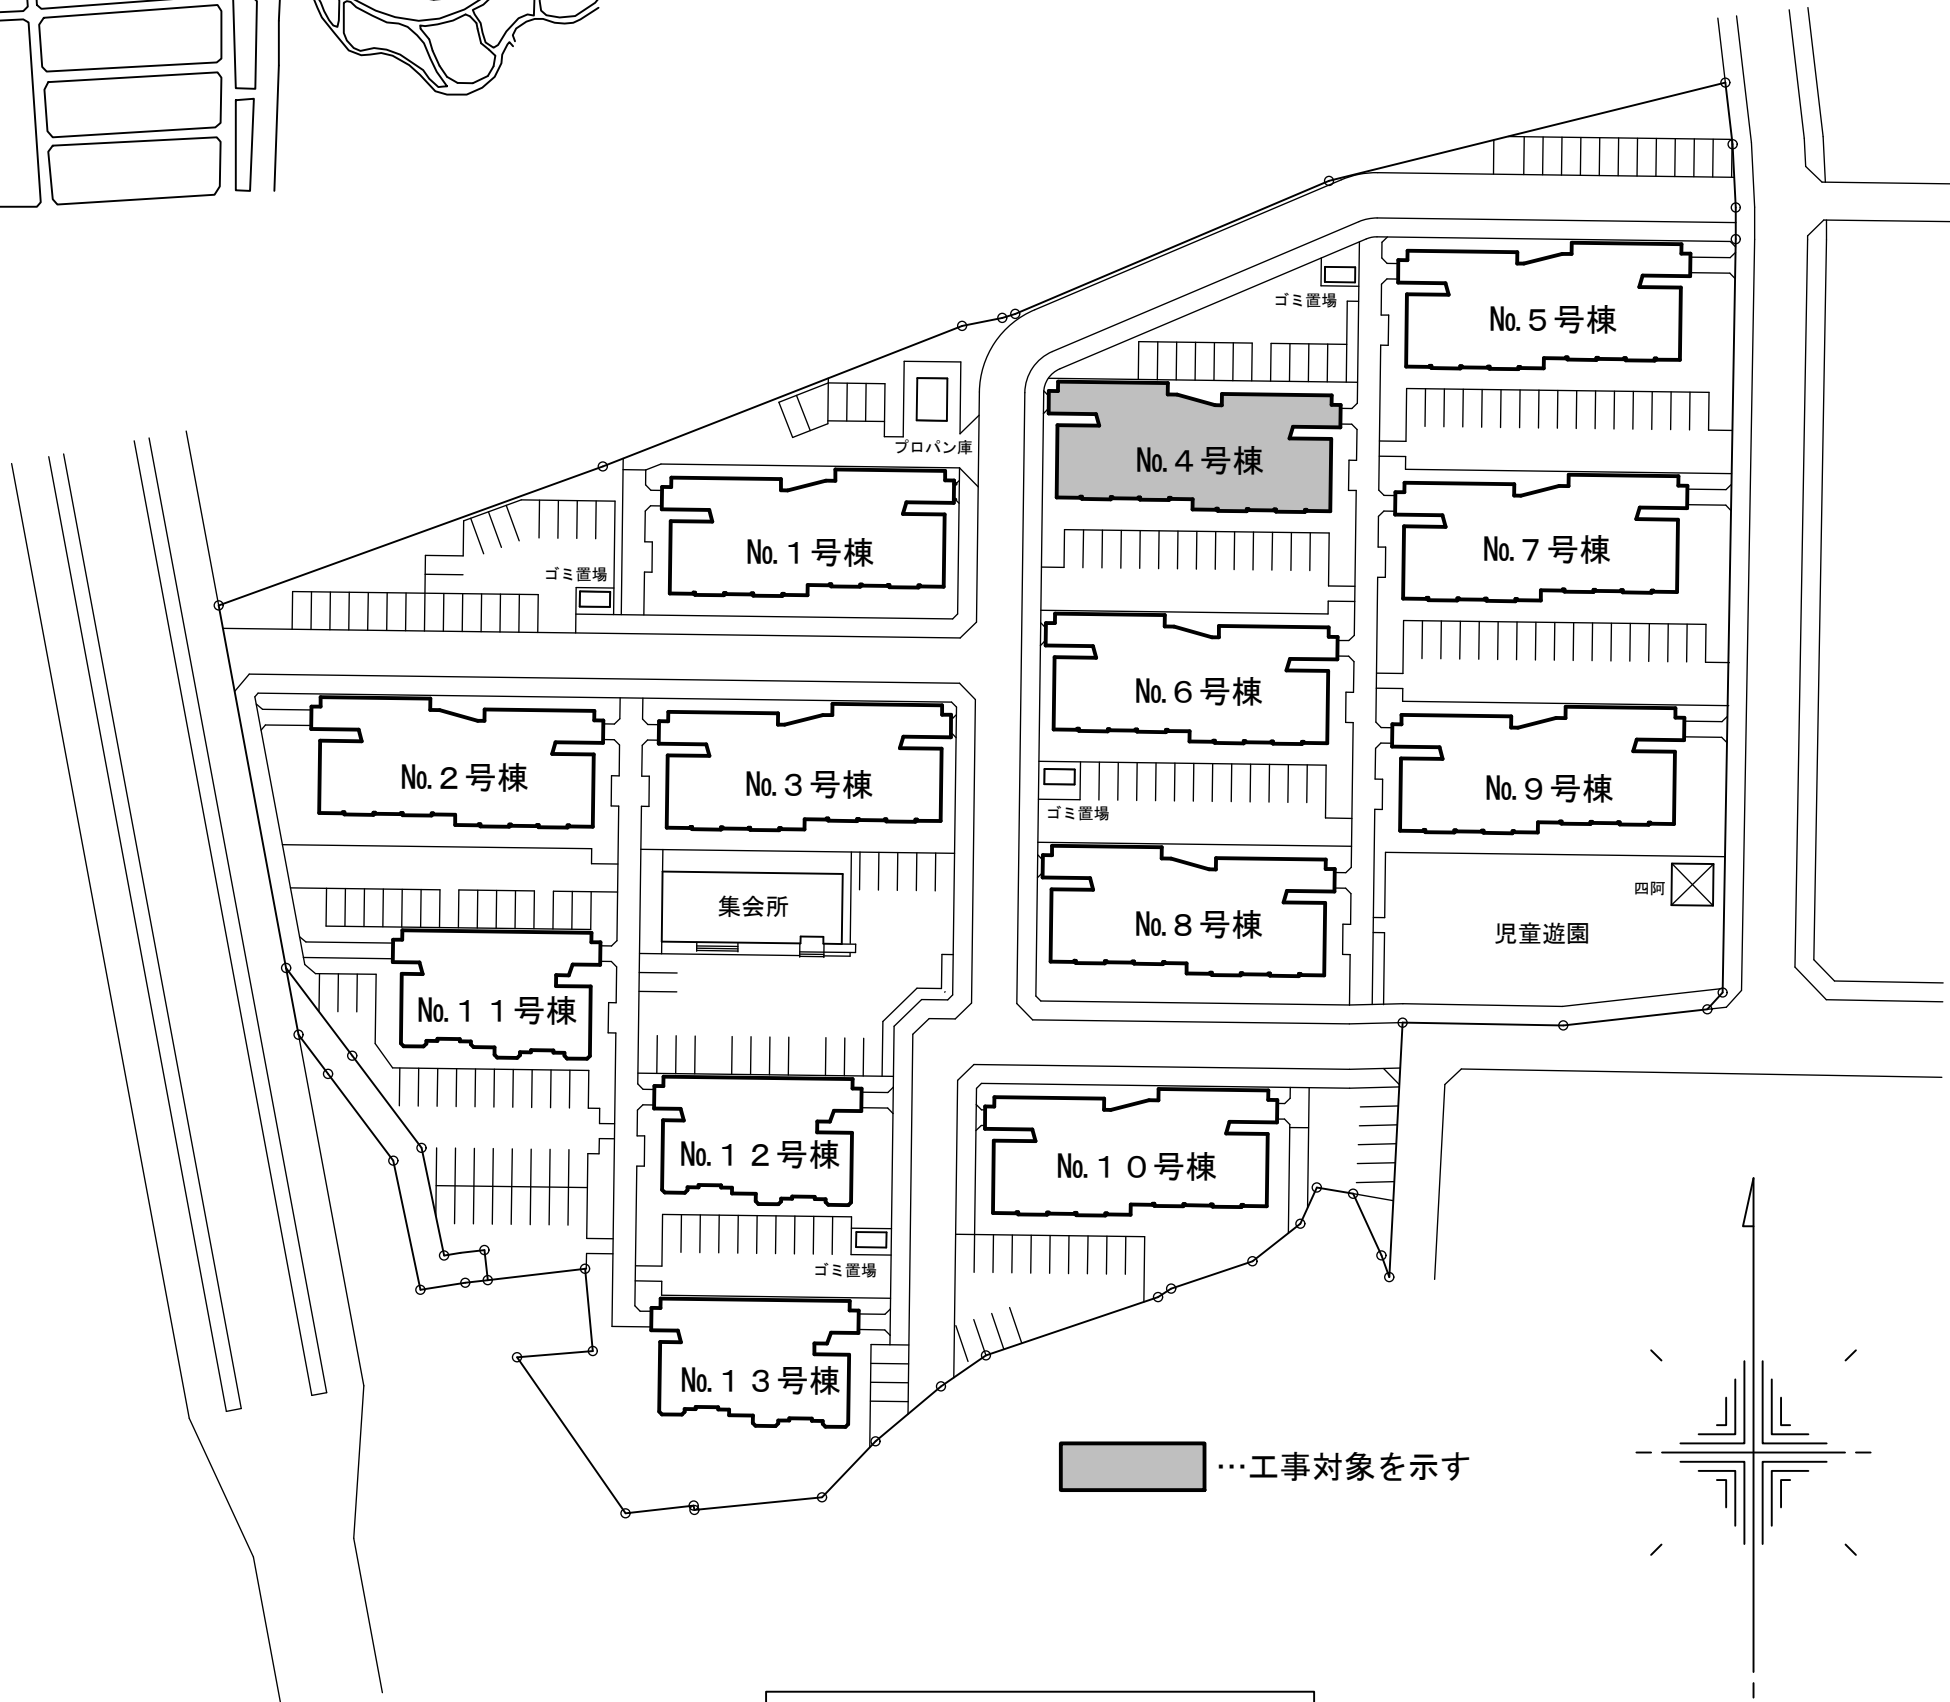 ゴミ置場
№.５号棟
プロパン庫
№.４号棟
№.１号棟
№.７号棟
ゴミ置場
№.６号棟
№.２号棟
№.３号棟
№.９号棟
ゴミ置場
四阿
集会所
№.８号棟
児童遊園
№.１１号棟
№.１２号棟
№.１０号棟
ゴミ置場
№.１３号棟
…工事対象を示す